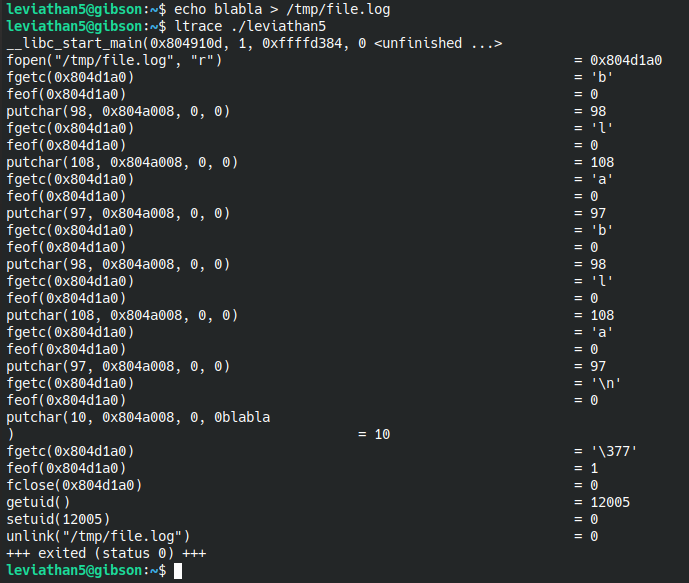 leviathan5@gibson:~$ echo blabla > /tmp/file.log
leviathan5@gibson:~$ ltrace ./leviathan5
__libc_start_main(0x804910d, 1, 0xffffd384, 0 <unfinished ...>
fopen("/tmp/file.log", "r") = 0x804d1a0
fgetc(0x804d1a0) = 'b'
feof(0x804d1a0) = 0
putchar(98, 0x804a008, 0, 0) = 98
fgetc(0x804d1a0) = 'l'
feof(0x804d1a0) = 0
putchar(108, 0x804a008, 0, 0) = 108
fgetc(0x804d1a0) = 'a'
feof(0x804d1a0) = 0
putchar(97, 0x804a008, 0, 0) = 97
fgetc(0x804d1a0) = 'b'
feof(0x804d1a0) = 0
putchar(98, 0x804a008, 0, 0) = 98
fgetc(0x804d1a0) = 'l'
feof(0x804d1a0) = 0
putchar(108, 0x804a008, 0, 0) = 108
fgetc(0x804d1a0) = 'a'
feof(0x804d1a0) = 0
putchar(97, 0x804a008, 0, 0) = 97
fgetc(0x804d1a0) = '\n'
feof(0x804d1a0) = 0
putchar(10, 0x804a008, 0, 0blabla
) = 10
fgetc(0x804d1a0) = '\377'
feof(0x804d1a0) = 1
fclose(0x804d1a0) = 0
getuid() = 12005
setuid(12005) = 0
unlink("/tmp/file.log") = 0
+++ exited (status 0) +++
leviathan5@gibson:~$